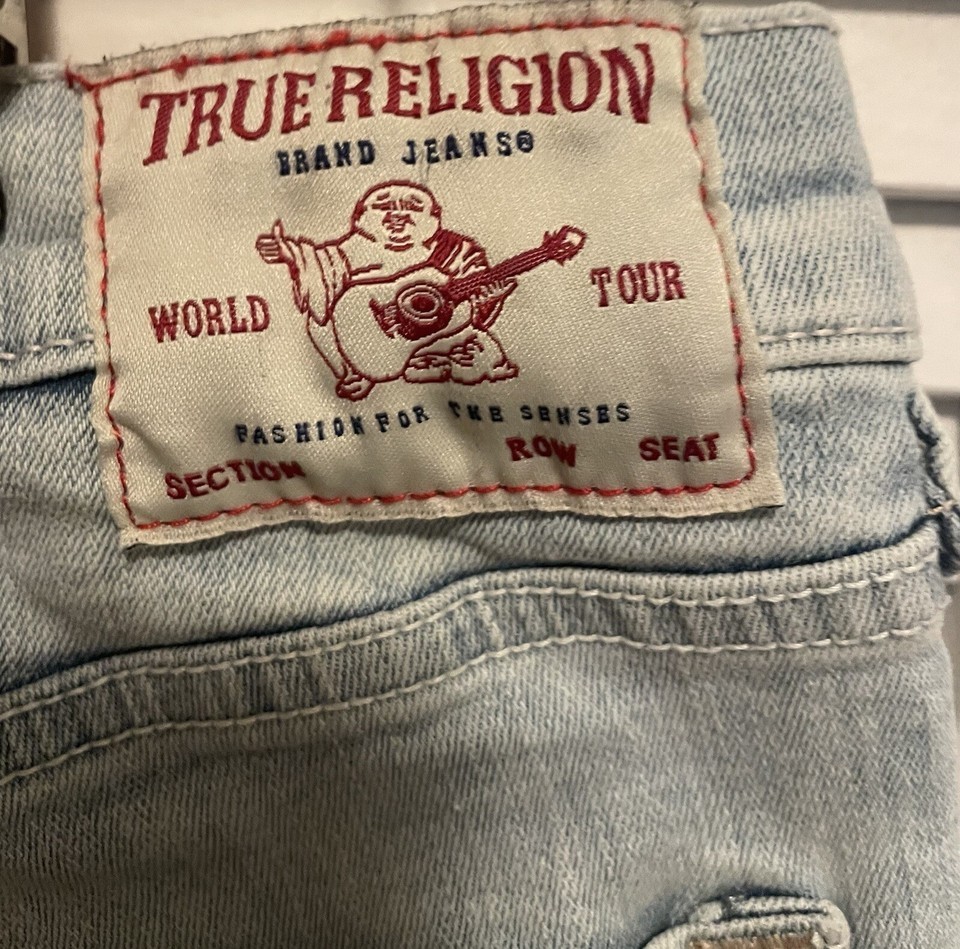 TRUE RELIGION
BRAND JEANS®
WORLD TOUR
FASHION FOR THE SENSES
SECTION ROW SEAT